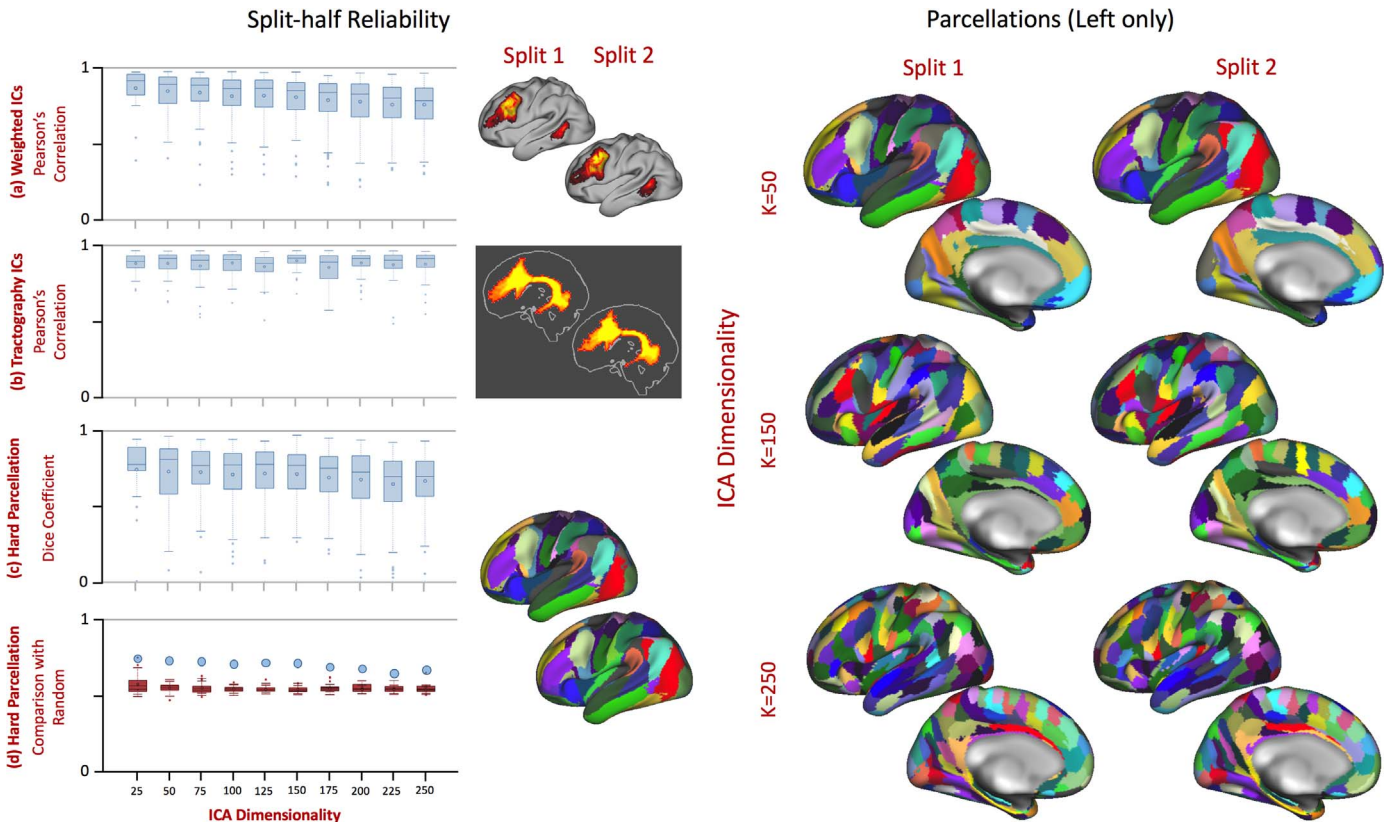 Split-half Reliability
Split 1
Split 2
(a) Weighted ICs
Pearson's
Correlation
1
0
(b) Tractography ICs
Pearson's
Correlation
1
0
(c) Hard Parcellation
Dice Coefficient
1
0
(d) Hard Parcellation
Comparison with
Random
1
0
25 50 75 100 125 150 175 200 225 250
ICA Dimensionality
Parcellations (Left only)
Split 1
Split 2
ICA Dimensionality
K=50
K=150
K=250